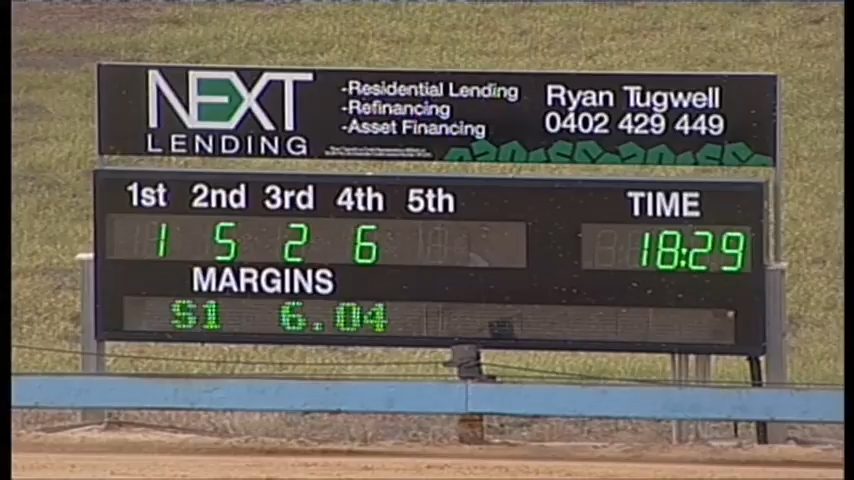 NEXT
LENDING
-Residential Lending
-Refinancing
-Asset Financing
Ryan Tugwell
0402 429 449
1st 2nd 3rd 4th 5th
TIME
1 5 2 6
18:29
MARGINS
S1 6.04